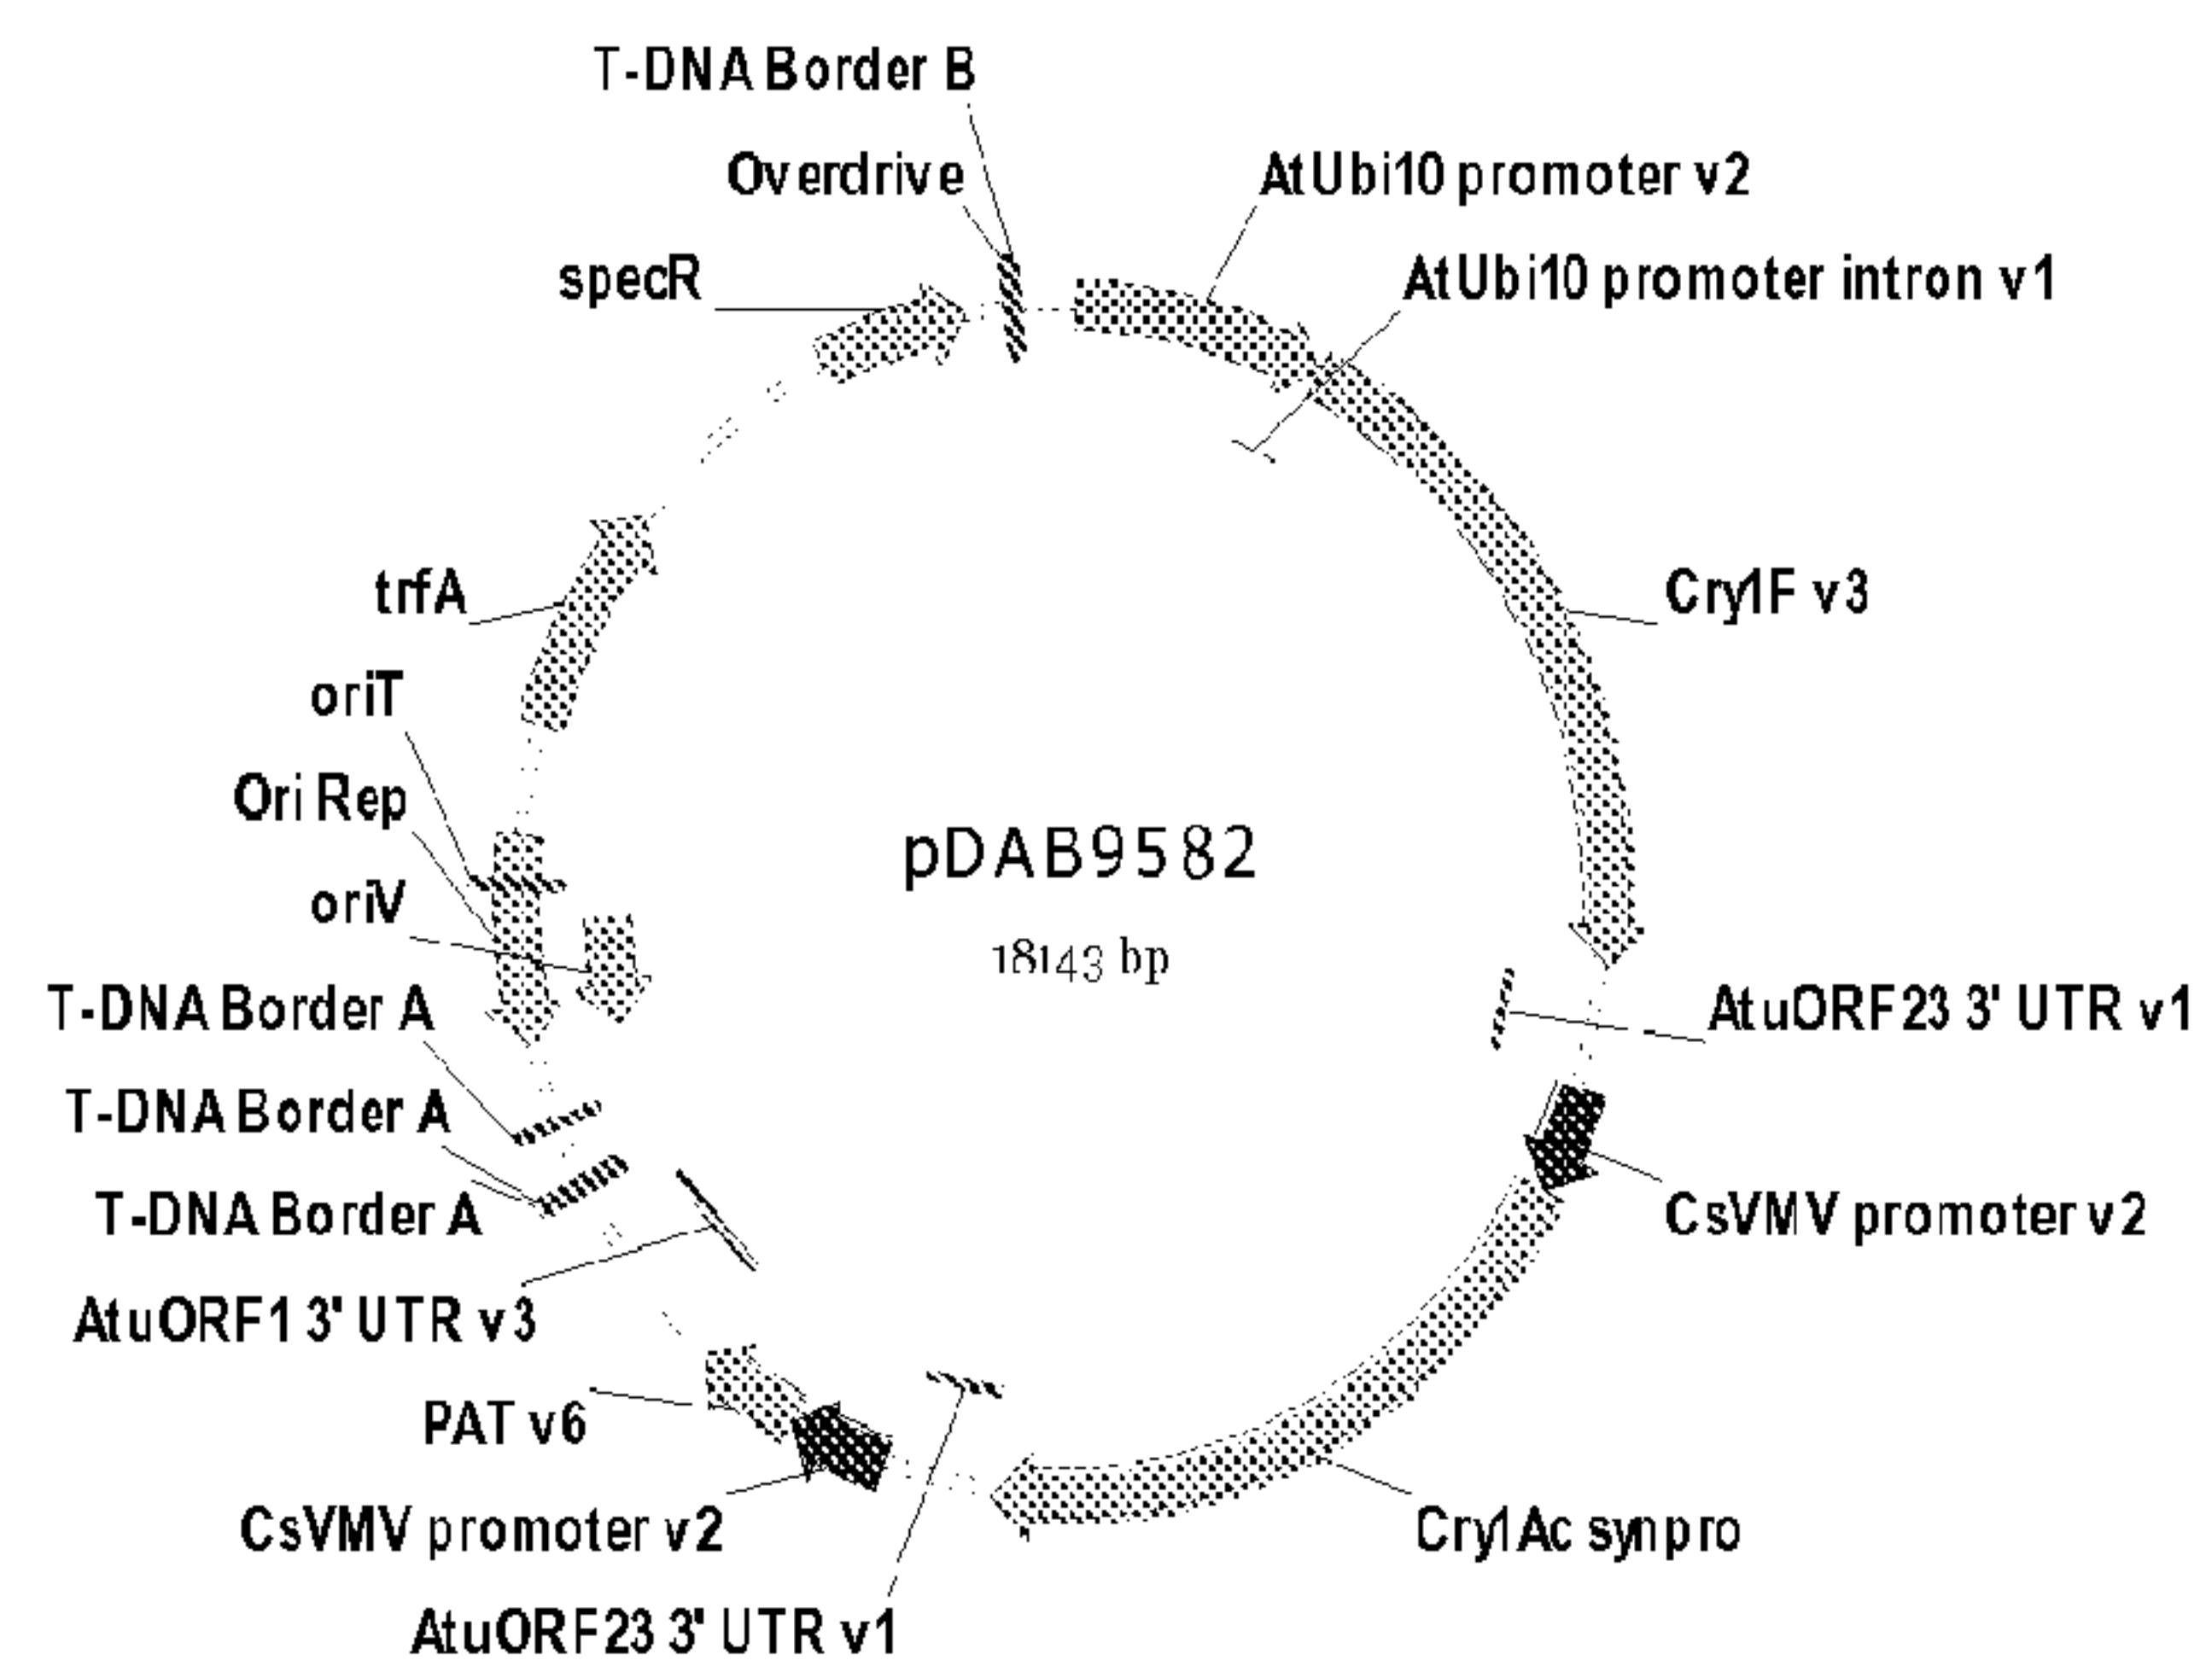 T-DNA Border B
Overdrive
AtUbi10 promoter v2
specR
AtUbi10 promoter intron v1
trfA
Cry1F v3
oriT
Ori Rep
pDAB9582
oriV
18143 bp
T-DNA Border A
AtuORF23 3' UTR v1
T-DNA Border A
T-DNA Border A
CsVMV promoter v2
AtuORF1 3' UTR v3
PAT v6
CsVMV promoter v2
Cry1Ac synpro
AtuORF23 3' UTR v1